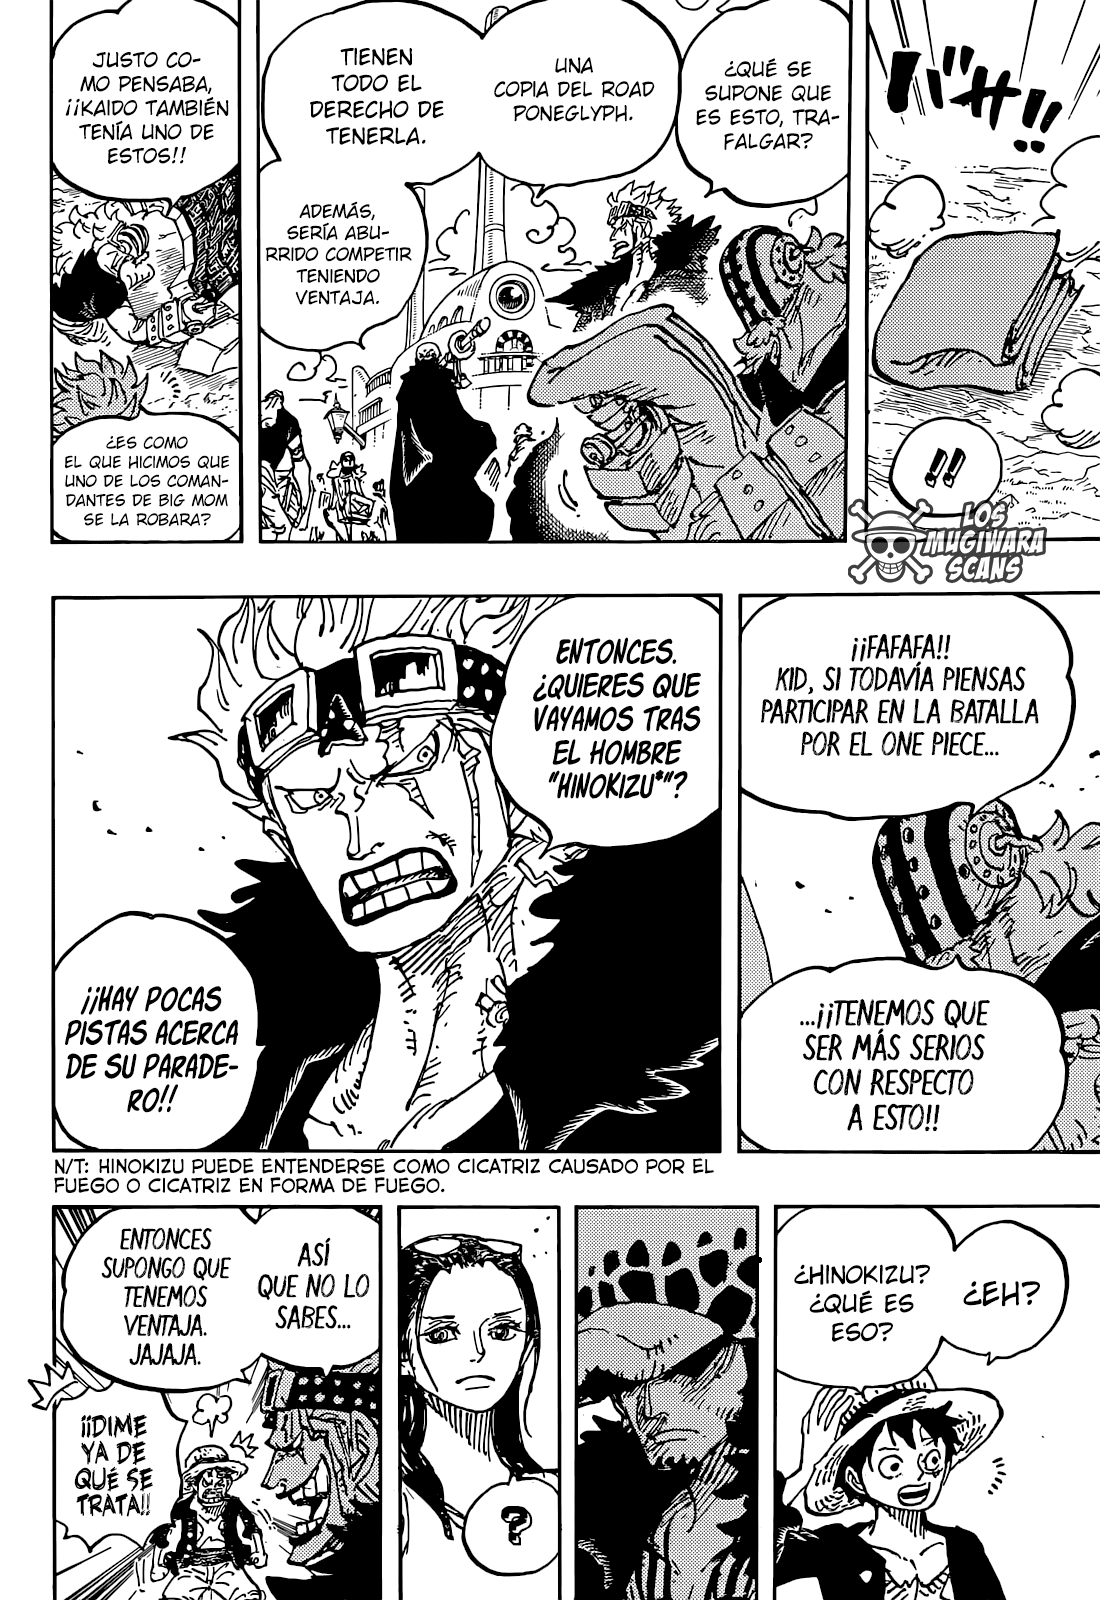 バサ!!
!!
¿QUÉ SE
SUPONE QUE
ES ESTO, TRA-
FALGAR?
UNA
COPIA DEL ROAD
PONEGLYPH.
TIENEN
TODO EL
DERECHO DE
TENERLA.
ADEMÁS,
SERÍA ABU-
RRIDO COMPETIR
TENIENDO
VENTAJA.
JUSTO CO-
MO PENSABA,
¡¡KAIDO TAMBIÉN
TENÍA UNO DE
ESTOS!!
¿ES COMO
EL QUE HICIMOS QUE
UNO DE LOS COMAN-
DANTES DE BIG MOM
SE LA ROBARA?
LOS
MUGIWARA
SCANS
¡¡FAFAFA!!
KID, SI TODAVÍA PIENSAS
PARTICIPAR EN LA BATALLA
POR EL ONE PIECE...
...¡¡TENEMOS QUE
SER MÁS SERIOS
CON RESPECTO
A ESTO!!
ENTONCES.
¿QUIERES QUE
VAYAMOS TRAS
EL HOMBRE
"HINOKIZU*"?
¡¡HAY POCAS
PISTAS ACERCA
DE SU PARADE-
RO!!
N/T: HINOKIZU PUEDE ENTENDERSE COMO CICATRIZ CAUSADO POR EL
FUEGO O CICATRIZ EN FORMA DE FUEGO.
¿EH?
¿HINOKIZU?
¿QUÉ ES
ESO?
?
ASÍ
QUE NO LO
SABES...
ENTONCES
SUPONGO QUE
TENEMOS
VENTAJA.
JAJAJA.
¡¡DIME
YA DE
QUÉ SE
TRATA!!